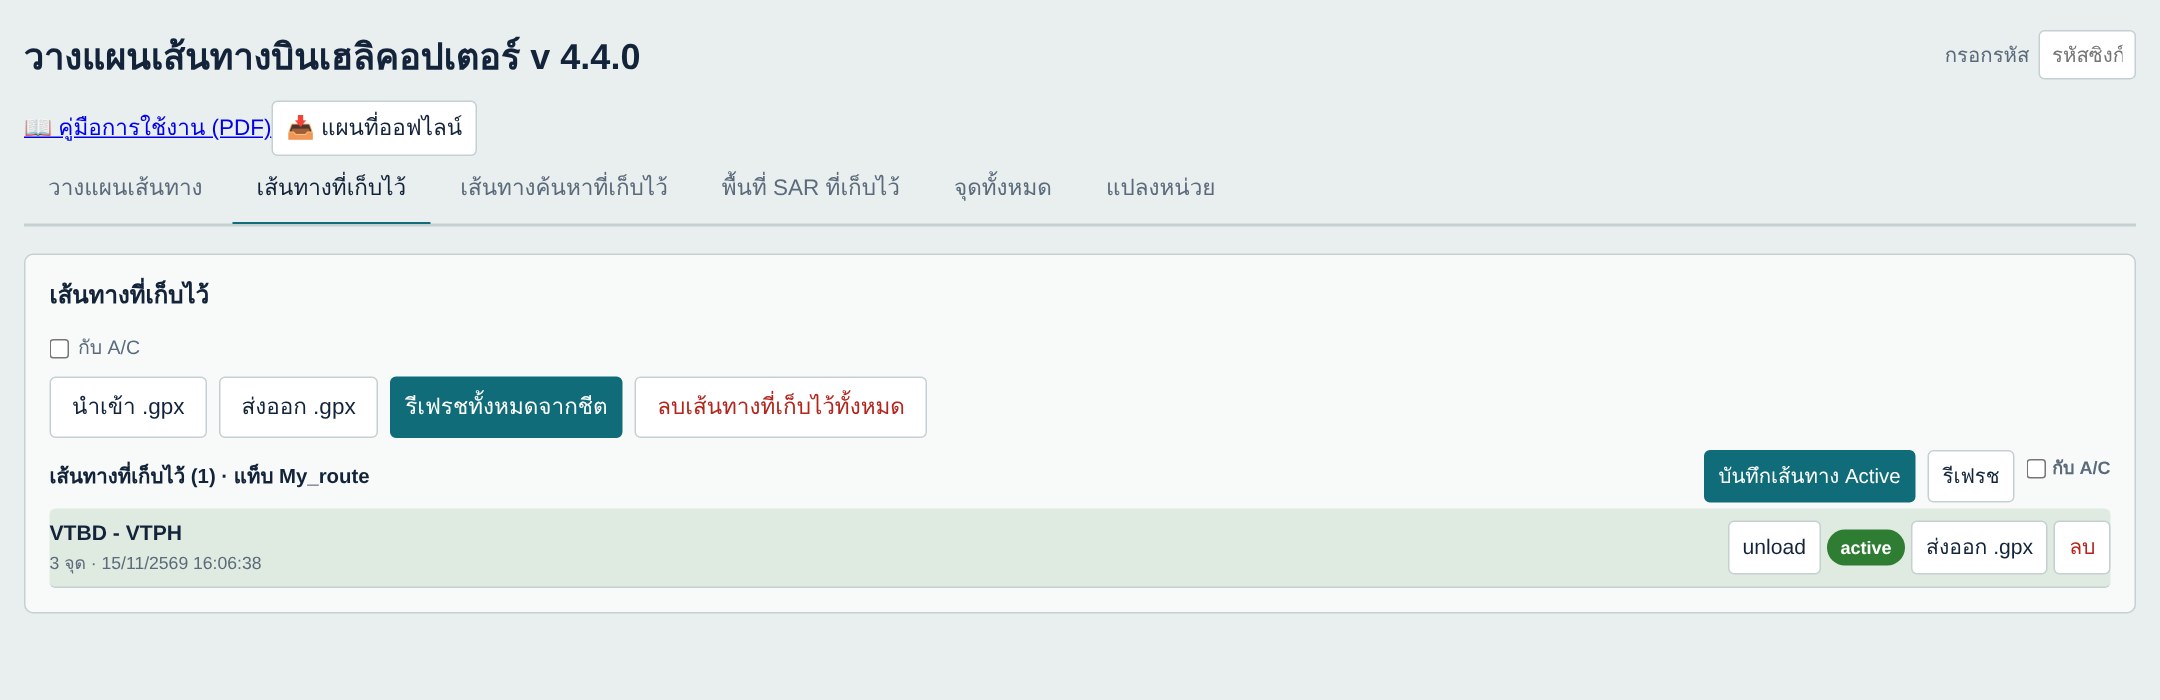 วางแผนเส้นทางบินเฮลิคอปเตอร์ v 4.4.0
กรอกรหัส รหัสซิงก์
📖 คู่มือการใช้งาน (PDF) 📥 แผนที่ออฟไลน์
วางแผนเส้นทาง เส้นทางที่เก็บไว้ เส้นทางค้นหาที่เก็บไว้ พื้นที่ SAR ที่เก็บไว้ จุดทั้งหมด แปลงหน่วย
เส้นทางที่เก็บไว้
กับ A/C
นำเข้า .gpx ส่งออก .gpx รีเฟรชทั้งหมดจากชีต ลบเส้นทางที่เก็บไว้ทั้งหมด
เส้นทางที่เก็บไว้ (1) · แท็บ My_route บันทึกเส้นทาง Active รีเฟรช กับ A/C
VTBD - VTPH
3 จุด · 15/11/2569 16:06:38
unload active ส่งออก .gpx ลบ